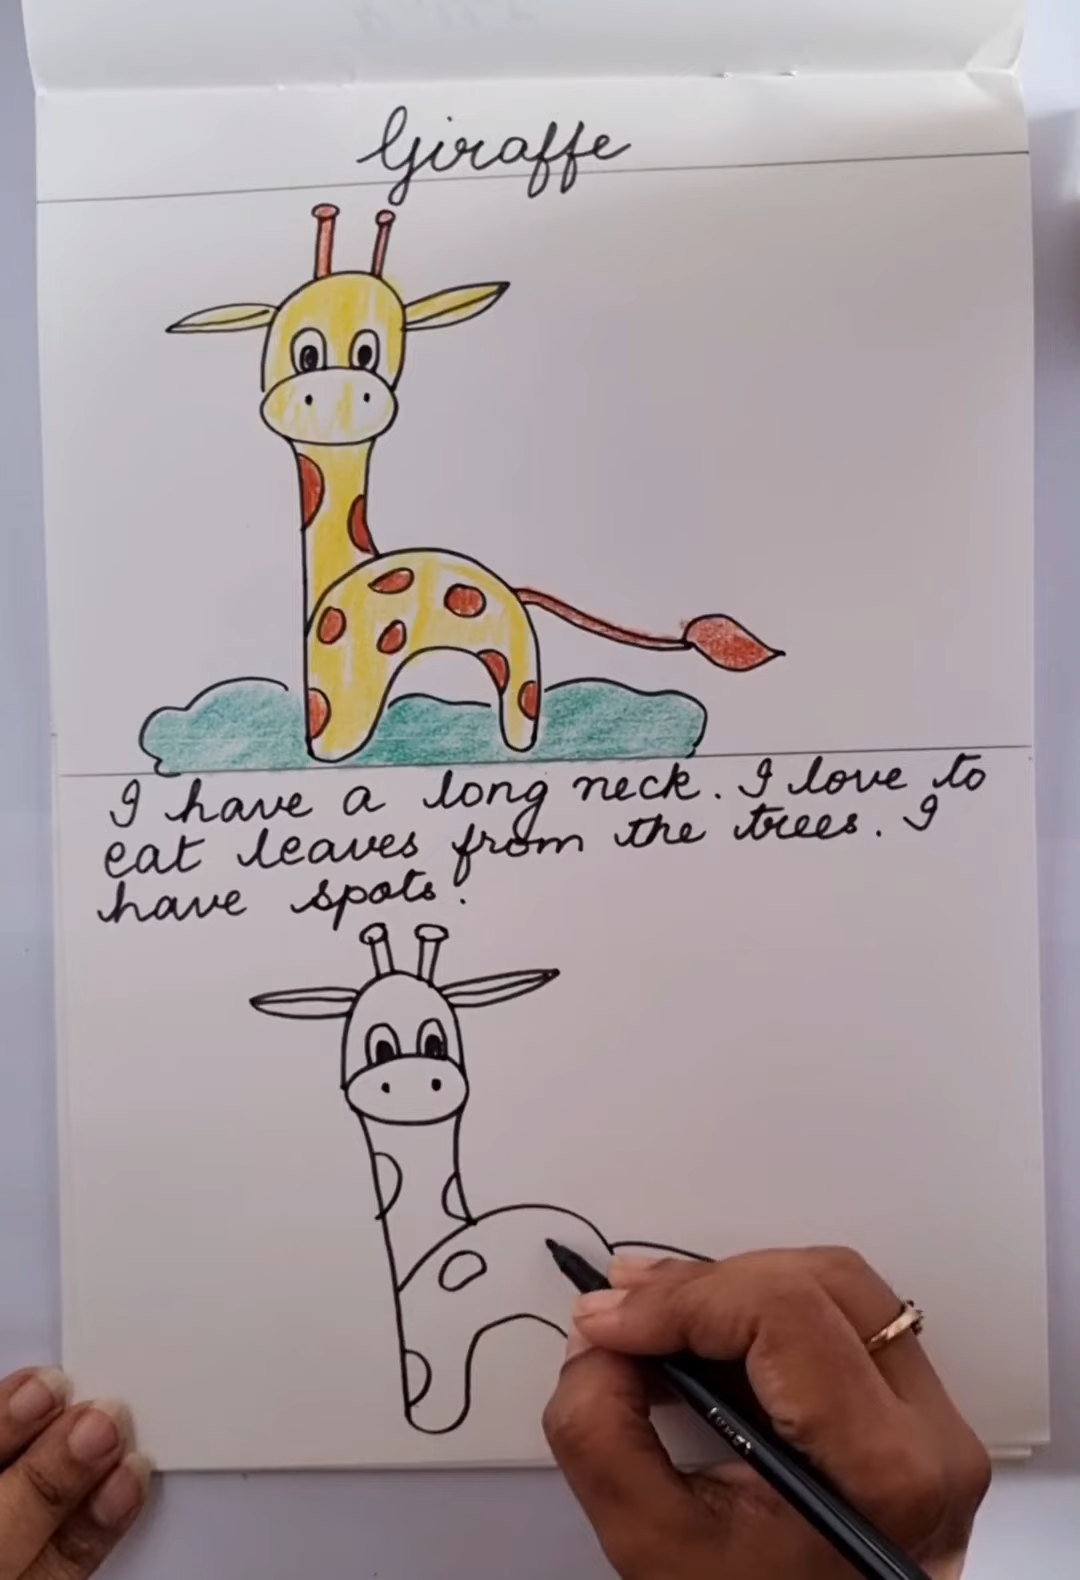 Giraffe
I have a long neck. I love to
eat leaves from the trees. I
have spots.